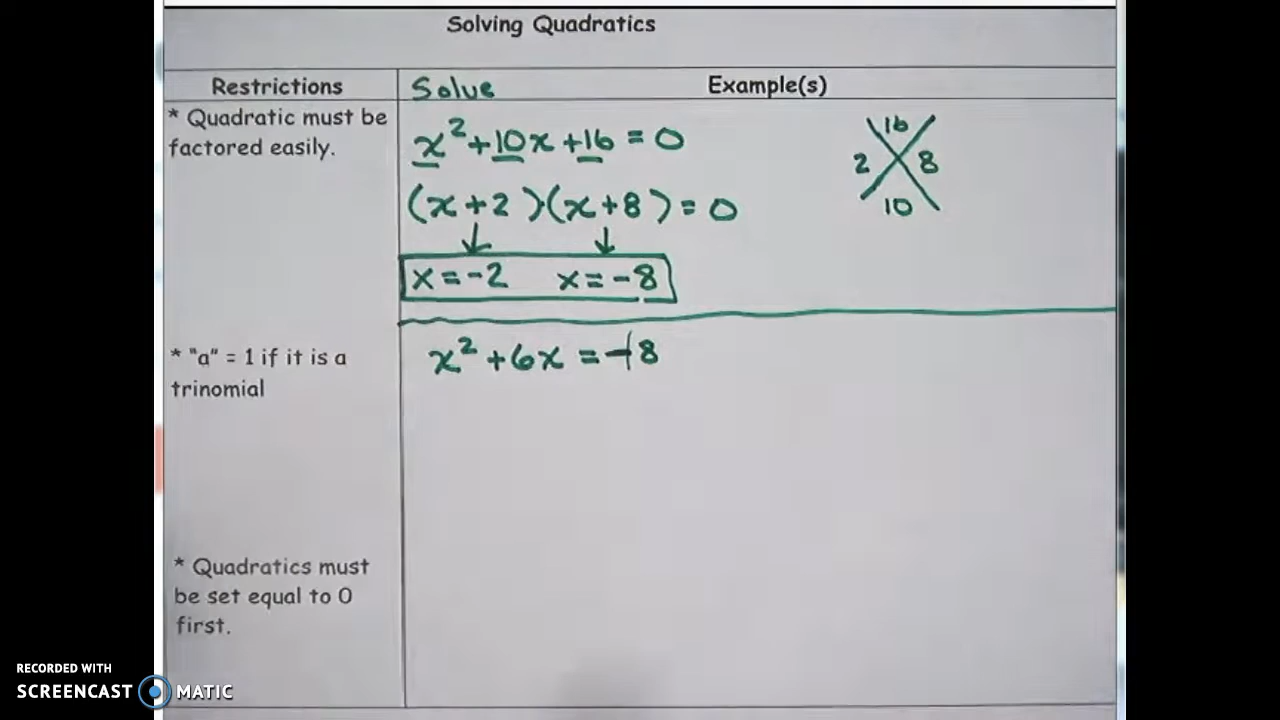 Solving Quadratics
Restrictions
Solve Example(s)
* Quadratic must be
factored easily.
x²+10x+16=0
16
2 8
10
(x+2)(x+8)=0
x=-2 x=-8
* "a" = 1 if it is a
trinomial
x²+6x=-8
* Quadratics must
be set equal to 0
first.
RECORDED WITH
SCREENCAST MATIC